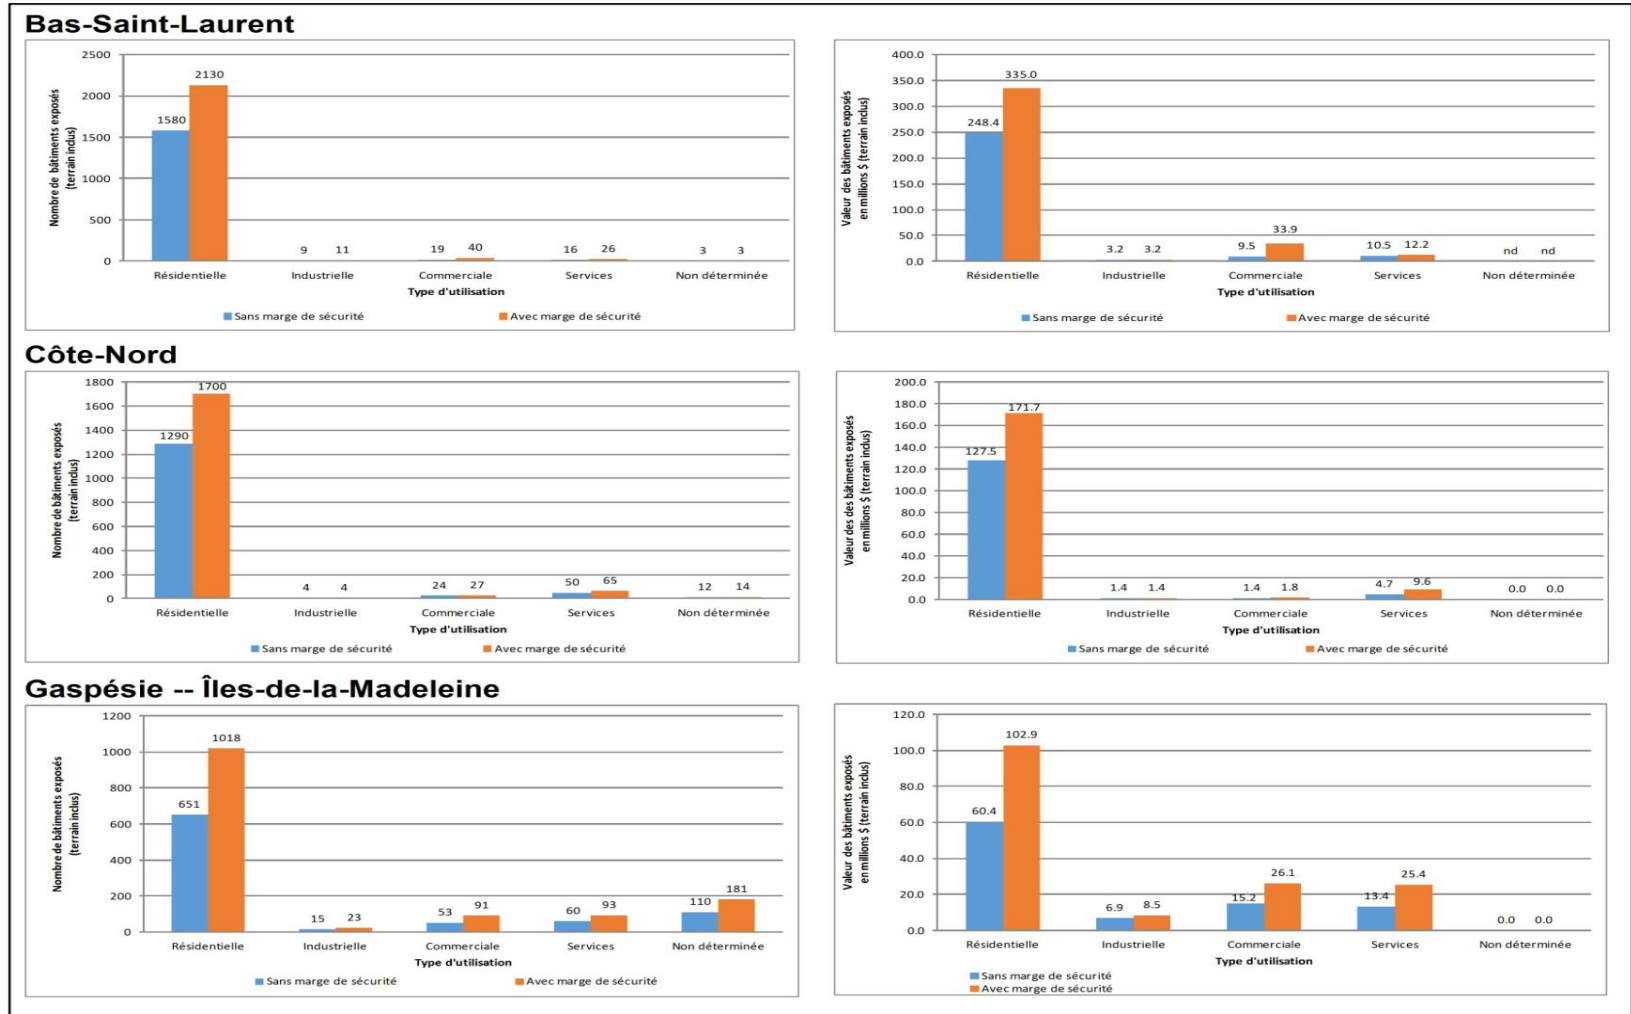 Bas-Saint-Laurent
Nombre de bâtiments exposés
(terrain inclus)
2500
2000
1500
1000
500
0
1580
2130
9
11
19
40
16
26
3
3
Résidentielle
Industrielle
Commerciale
Services
Non déterminée
Type d'utilisation
Sans marge de sécurité
Avec marge de sécurité
Valeur des bâtiments exposés
en millions $ (terrain inclus)
400.0
350.0
300.0
250.0
200.0
150.0
100.0
50.0
0.0
248.4
335.0
3.2
3.2
9.5
33.9
10.5
12.2
nd
nd
Résidentielle
Industrielle
Commerciale
Services
Non déterminée
Type d'utilisation
Sans marge de sécurité
Avec marge de sécurité
Côte-Nord
Nombre de bâtiments exposés
(terrain inclus)
1800
1600
1400
1200
1000
800
600
400
200
0
1290
1700
4
4
24
27
50
65
12
14
Résidentielle
Industrielle
Commerciale
Services
Non déterminée
Type d'utilisation
Sans marge de sécurité
Avec marge de sécurité
Valeur des des bâtiments exposés
en millions $ (terrain inclus)
200.0
180.0
160.0
140.0
120.0
100.0
80.0
60.0
40.0
20.0
0.0
127.5
171.7
1.4
1.4
1.4
1.8
4.7
9.6
0.0
0.0
Résidentielle
Industrielle
Commerciale
Services
Non déterminée
Type d'utilisation
Sans marge de sécurité
Avec marge de sécurité
Gaspésie -- Îles-de-la-Madeleine
Nombre de bâtiments exposés
(terrain inclus)
1200
1000
800
600
400
200
0
651
1018
15
23
53
91
60
93
110
181
Résidentielle
Industrielle
Commerciale
Services
Non déterminée
Type d'utilisation
Sans marge de sécurité
Avec marge de sécurité
Valeur des bâtiments exposés
en millions $ (terrain inclus)
120.0
100.0
80.0
60.0
40.0
20.0
0.0
60.4
102.9
6.9
8.5
15.2
26.1
13.4
25.4
0.0
0.0
Résidentielle
Industrielle
Commerciale
Services
Non déterminée
Type d'utilisation
Sans marge de sécurité
Avec marge de sécurité